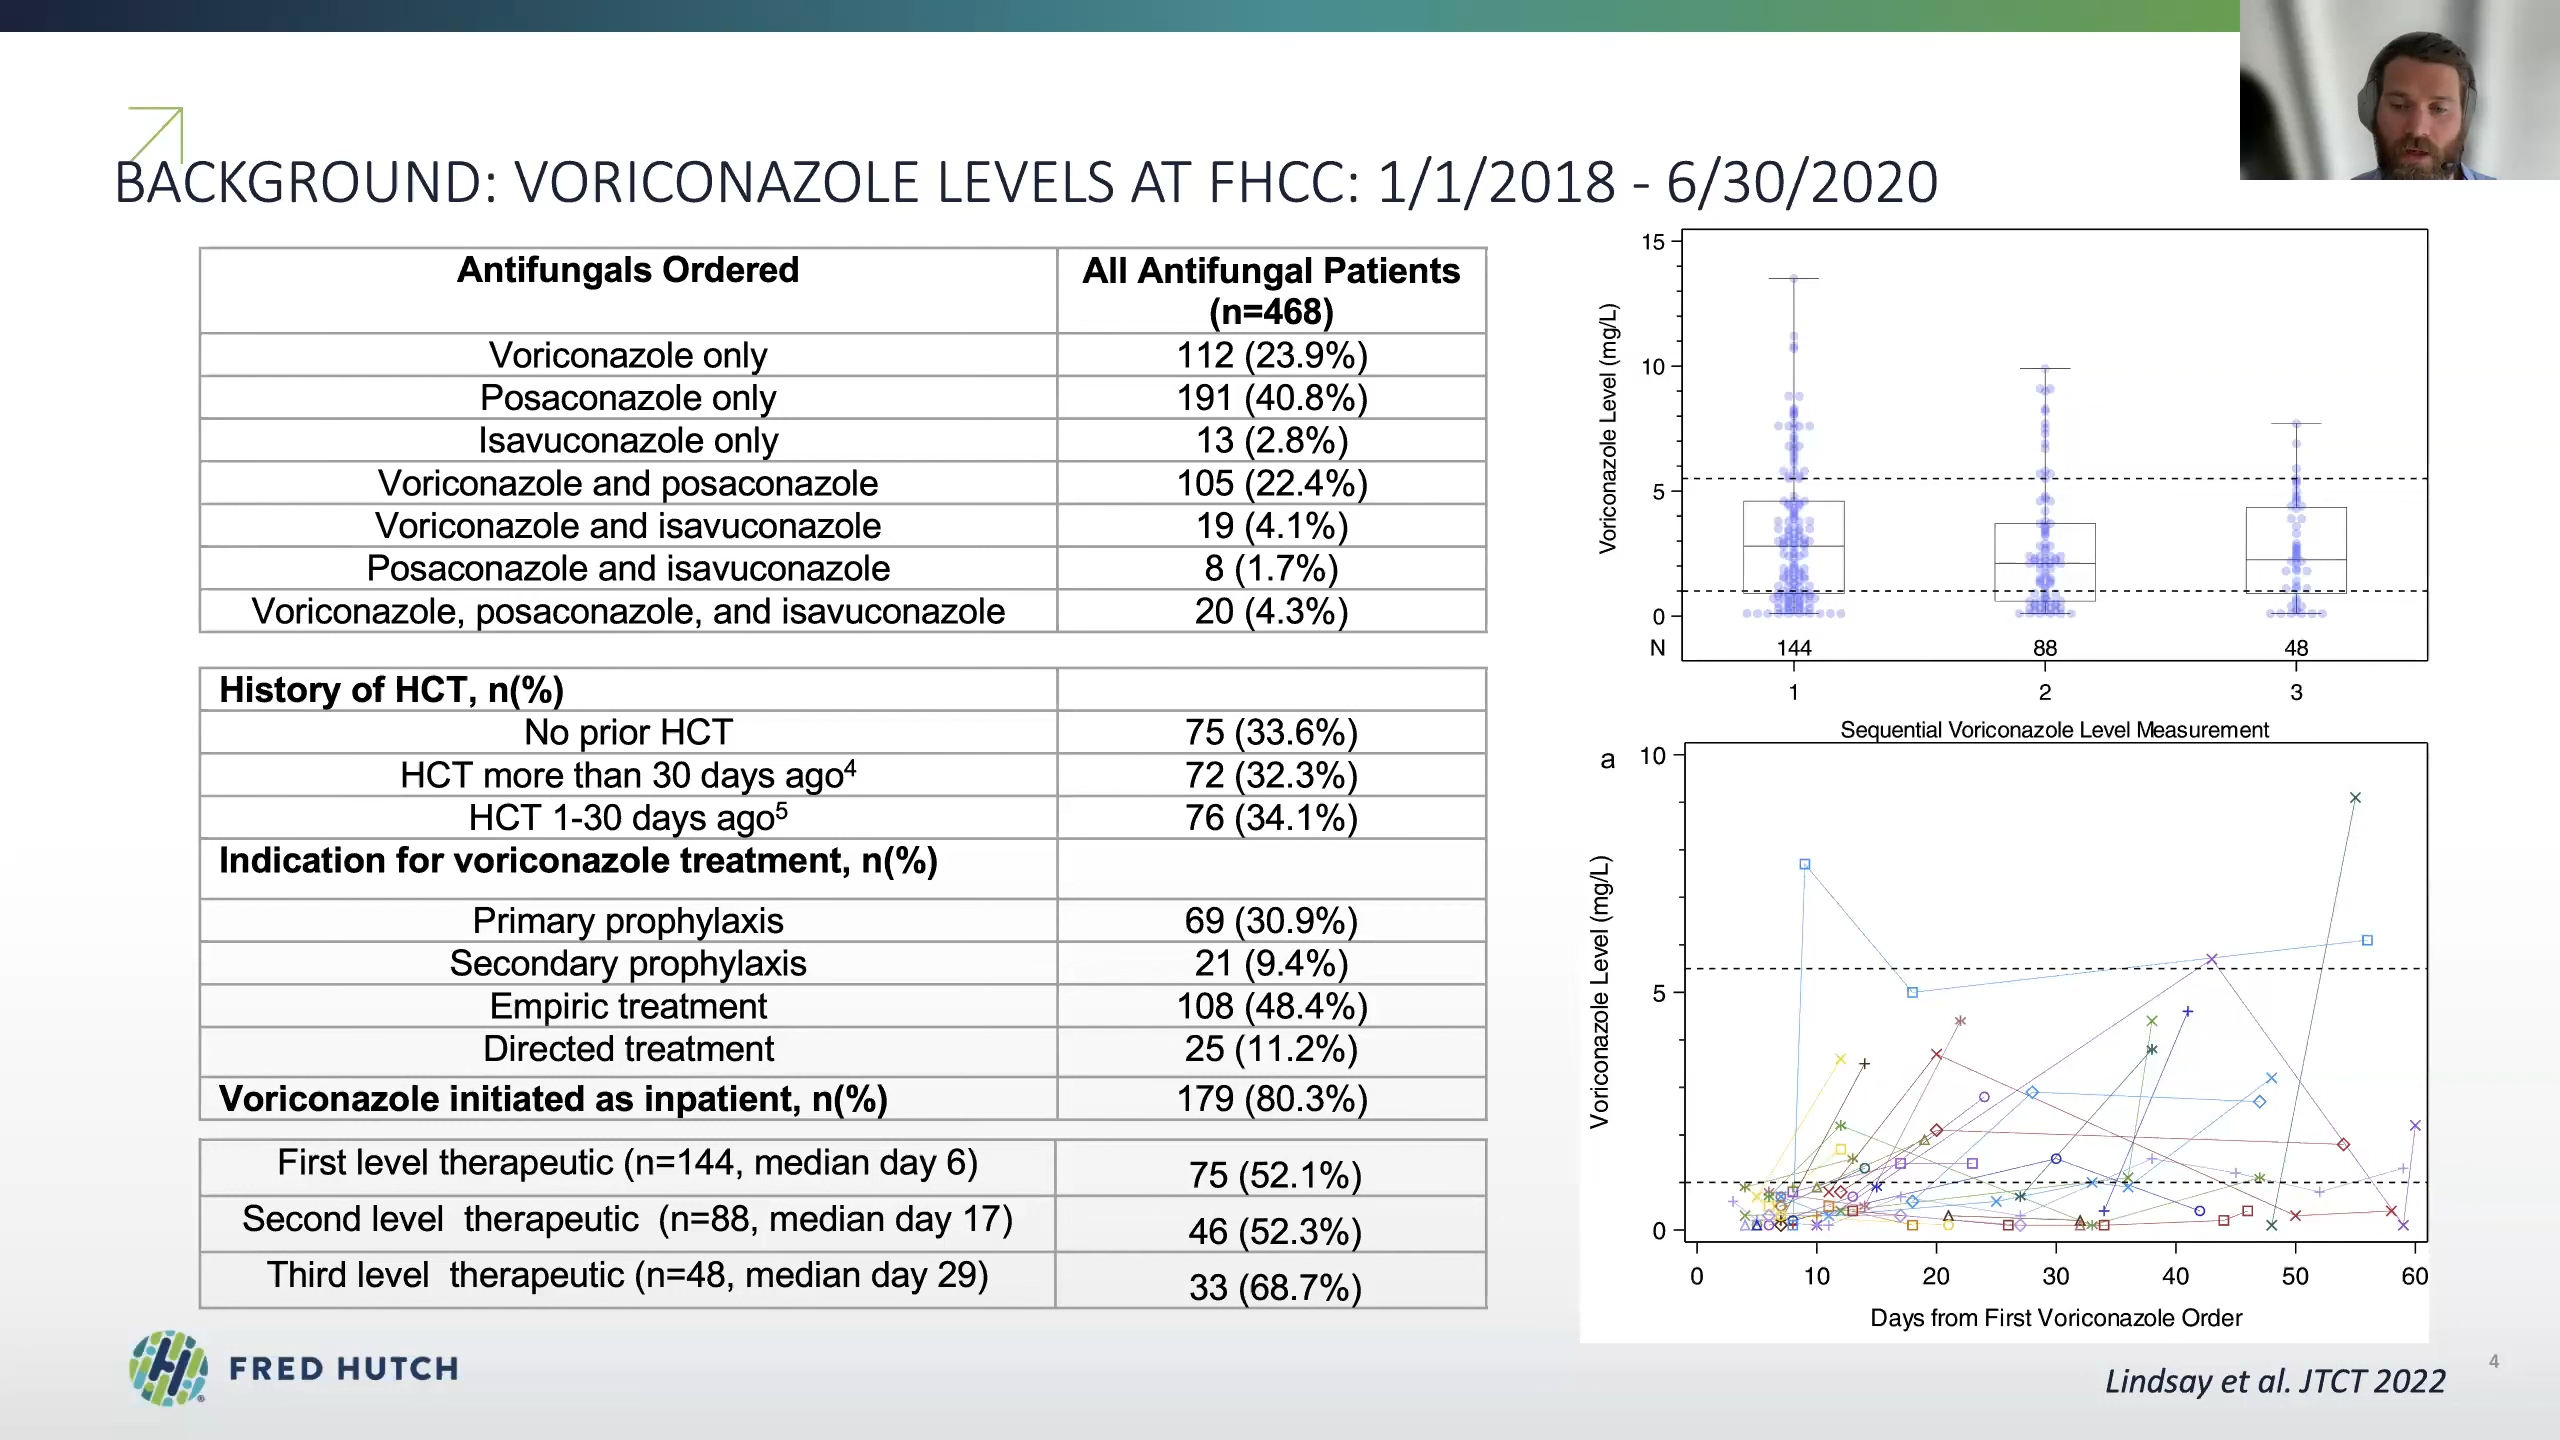 BACKGROUND: VORICONAZOLE LEVELS AT FHCC: 1/1/2018 - 6/30/2020
Antifungals Ordered All Antifungal Patients
(n=468)
Voriconazole only 112 (23.9%)
Posaconazole only 191 (40.8%)
Isavuconazole only 13 (2.8%)
Voriconazole and posaconazole 105 (22.4%)
Voriconazole and isavuconazole 19 (4.1%)
Posaconazole and isavuconazole 8 (1.7%)
Voriconazole, posaconazole, and isavuconazole 20 (4.3%)
History of HCT, n(%)
No prior HCT 75 (33.6%)
HCT more than 30 days ago⁴ 72 (32.3%)
HCT 1-30 days ago⁵ 76 (34.1%)
Indication for voriconazole treatment, n(%)
Primary prophylaxis 69 (30.9%)
Secondary prophylaxis 21 (9.4%)
Empiric treatment 108 (48.4%)
Directed treatment 25 (11.2%)
Voriconazole initiated as inpatient, n(%) 179 (80.3%)
First level therapeutic (n=144, median day 6) 75 (52.1%)
Second level therapeutic (n=88, median day 17) 46 (52.3%)
Third level therapeutic (n=48, median day 29) 33 (68.7%)
Voriconazole Level (mg/L)
15
10
5
0
N 144 88 48
1 2 3
Sequential Voriconazole Level Measurement
a
Voriconazole Level (mg/L)
10
5
0
0 10 20 30 40 50 60
Days from First Voriconazole Order
FRED HUTCH
®
Lindsay et al. JTCT 2022
4